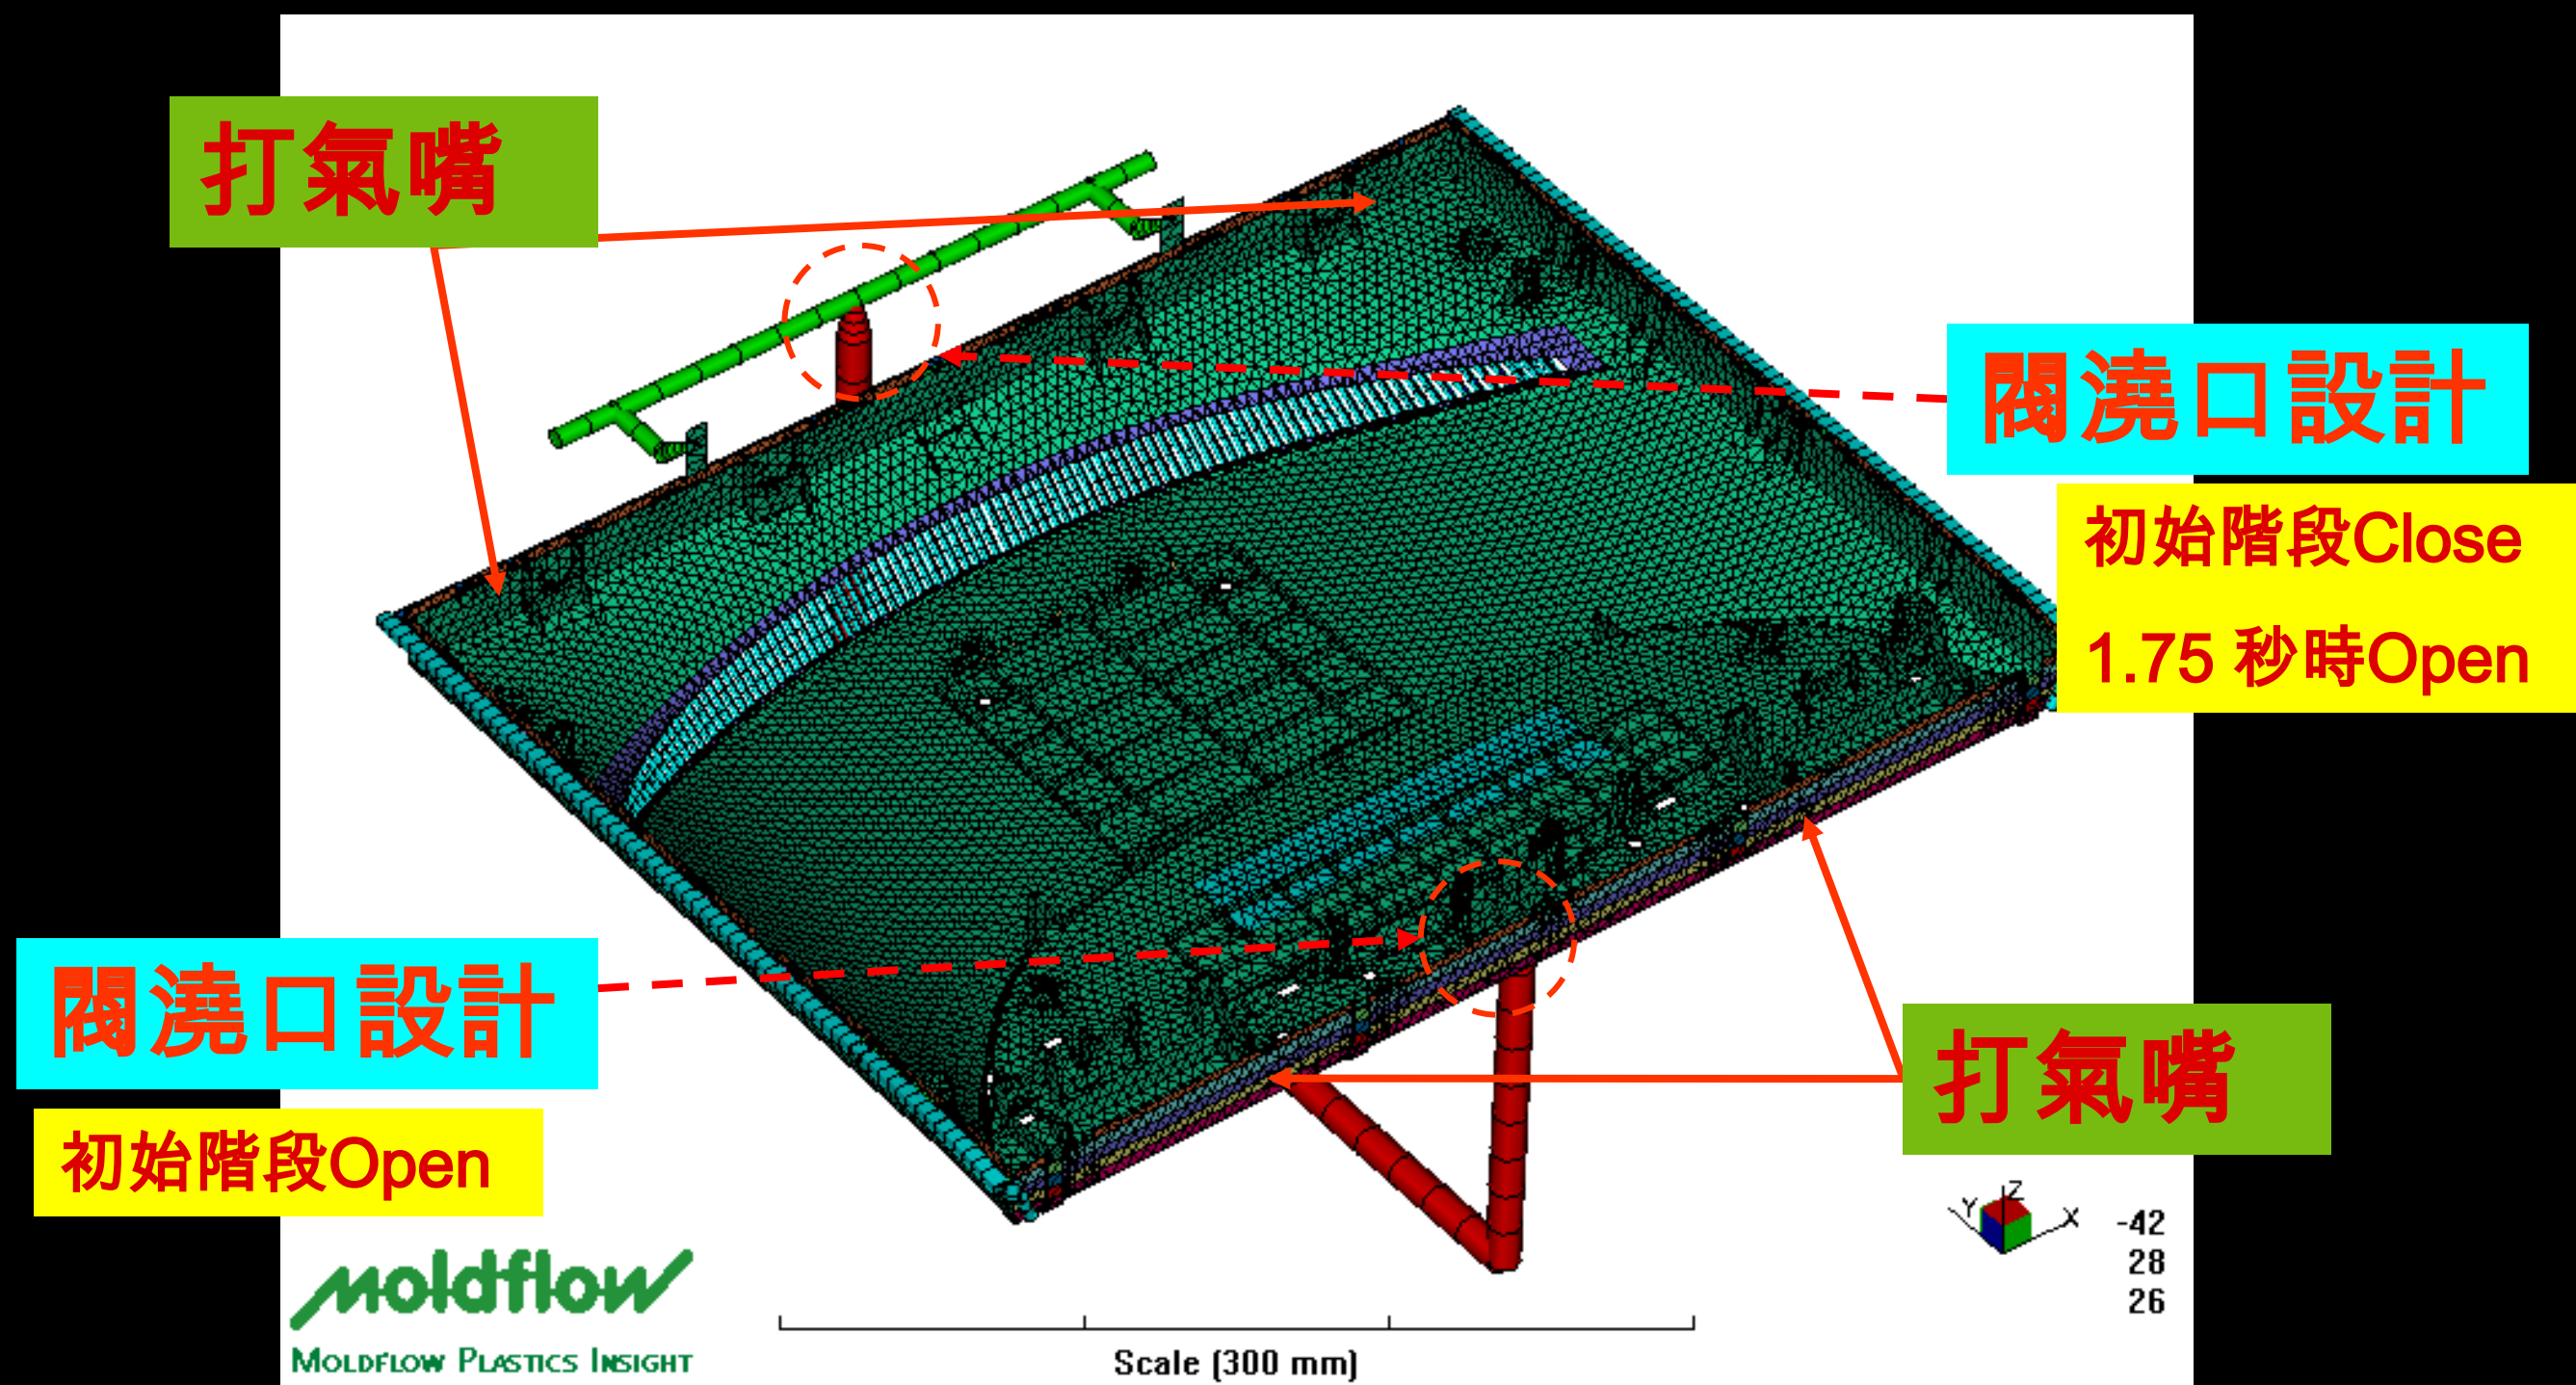 打氣嘴
閥澆口設計
初始階段Close
1.75 秒時Open
閥澆口設計
初始階段Open
打氣嘴
moldflow
MOLDFLOW PLASTICS INSIGHT
Scale (300 mm)
Y Z X
-42
28
26